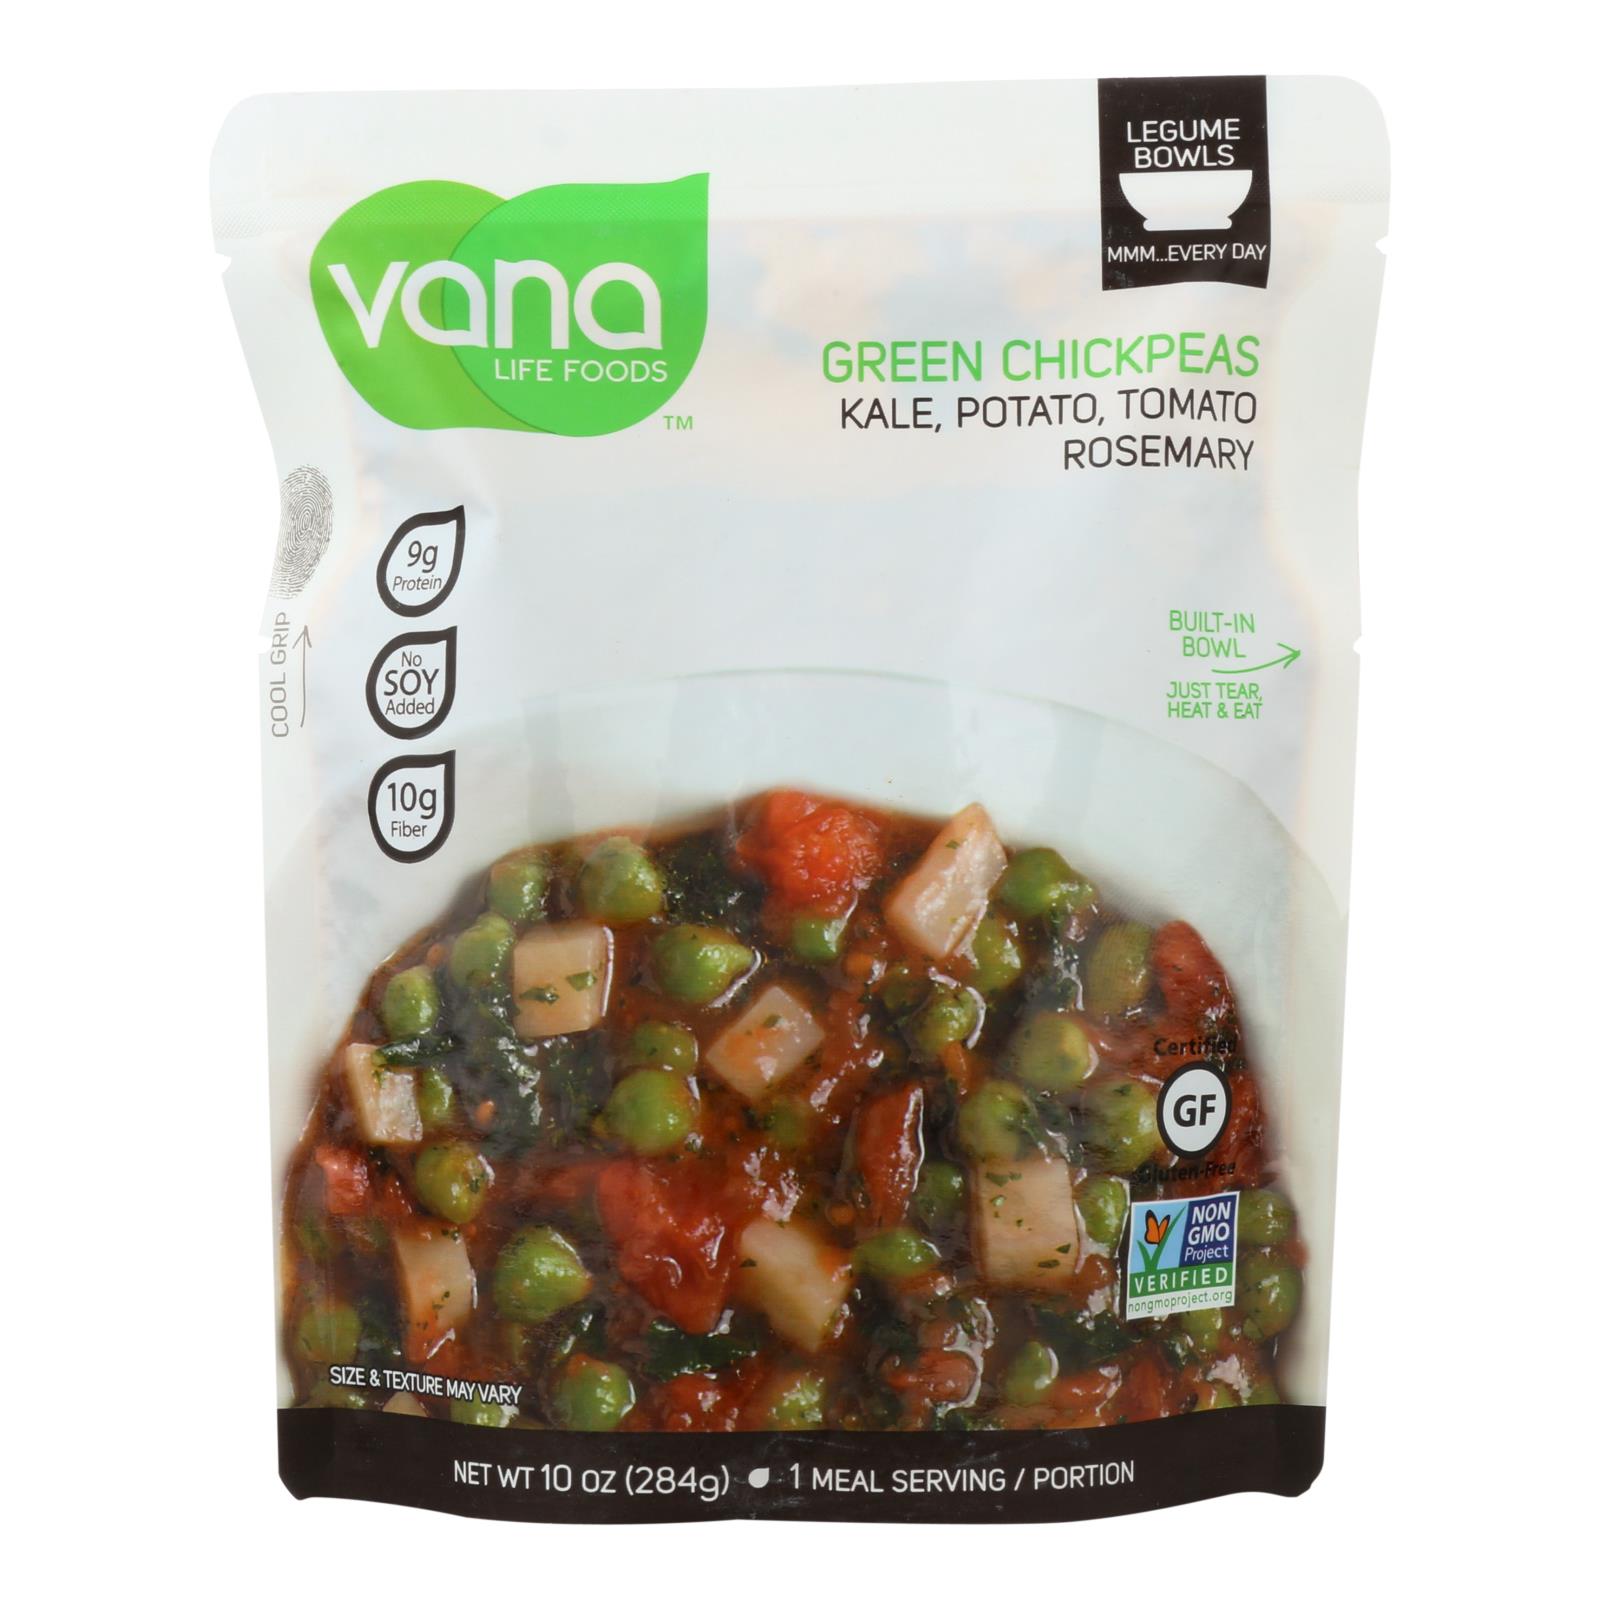 LEGUME
BOWLS
MMM...EVERY DAY
vana
LIFE FOODS
TM
GREEN CHICKPEAS
KALE, POTATO, TOMATO
ROSEMARY
9g
Protein
No
SOY
Added
10g
Fiber
COOL GRIP
BUILT-IN
BOWL
JUST TEAR,
HEAT & EAT
Certified
GF
Gluten-Free
NON
GMO
Project
VERIFIED
nongmoproject.org
SIZE & TEXTURE MAY VARY
NET WT 10 OZ (284g) 1 MEAL SERVING / PORTION